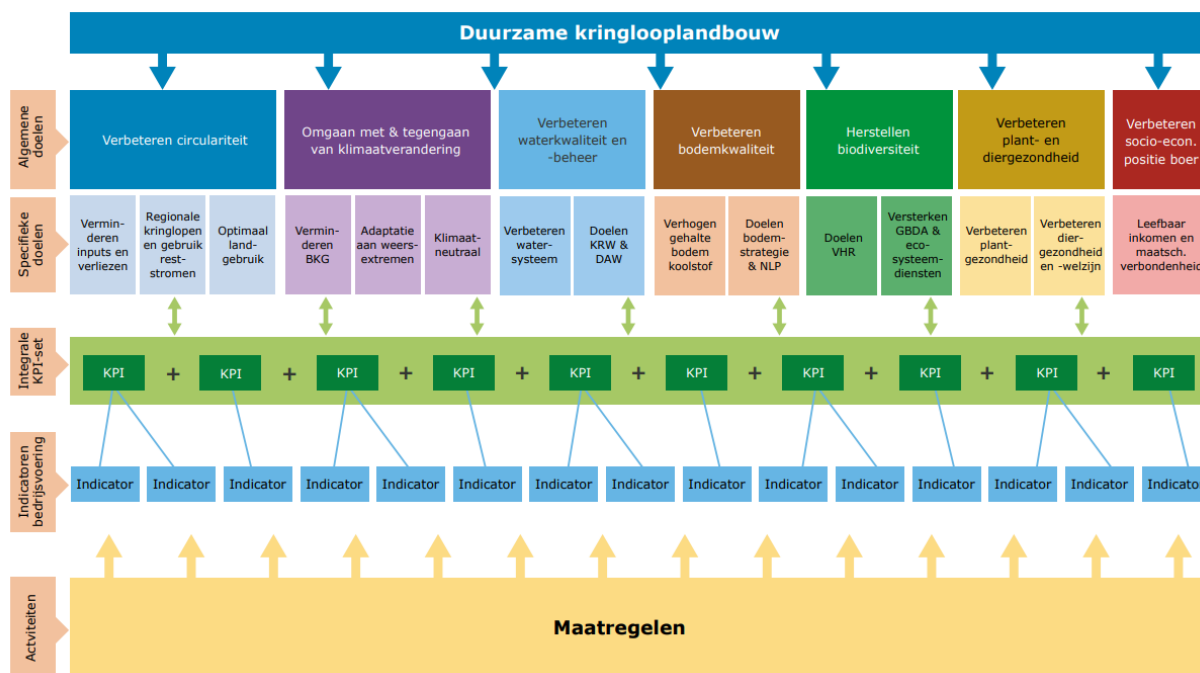 Duurzame kringlooplandbouw
Algemene
doelen
Verbeteren circulariteit
Omgaan met & tegengaan
van klimaatverandering
Verbeteren
waterkwaliteit en
-beheer
Verbeteren
bodemkwaliteit
Herstellen
biodiversiteit
Verbeteren
plant- en
diergezondheid
Verbeteren
socio-econ.
positie boer
Specifieke
doelen
Vermin-
deren
inputs en
verliezen
Regionale
kringlopen
en gebruik
rest-
stromen
Optimaal
land-
gebruik
Vermin-
deren
BKG
Adaptatie
aan weers-
extremen
Klimaat-
neutraal
Verbeteren
water-
systeem
Doelen
KRW &
DAW
Verhogen
gehalte
bodem
koolstof
Doelen
bodem-
strategie
& NLP
Doelen
VHR
Versterken
GBDA &
eco-
systeem-
diensten
Verbeteren
plant-
gezondheid
Verbeteren
dier-
gezondheid
en -welzijn
Leefbaar
inkomen en
maatsch.
verbondenheid
Integrale
KPI-set
KPI + KPI + KPI + KPI + KPI + KPI + KPI + KPI + KPI + KPI
Indicatoren
bedrijsvoering
Indicator Indicator Indicator Indicator Indicator Indicator Indicator Indicator Indicator Indicator Indicator Indicator Indicator Indicator Indicator
Actviteiten
Maatregelen